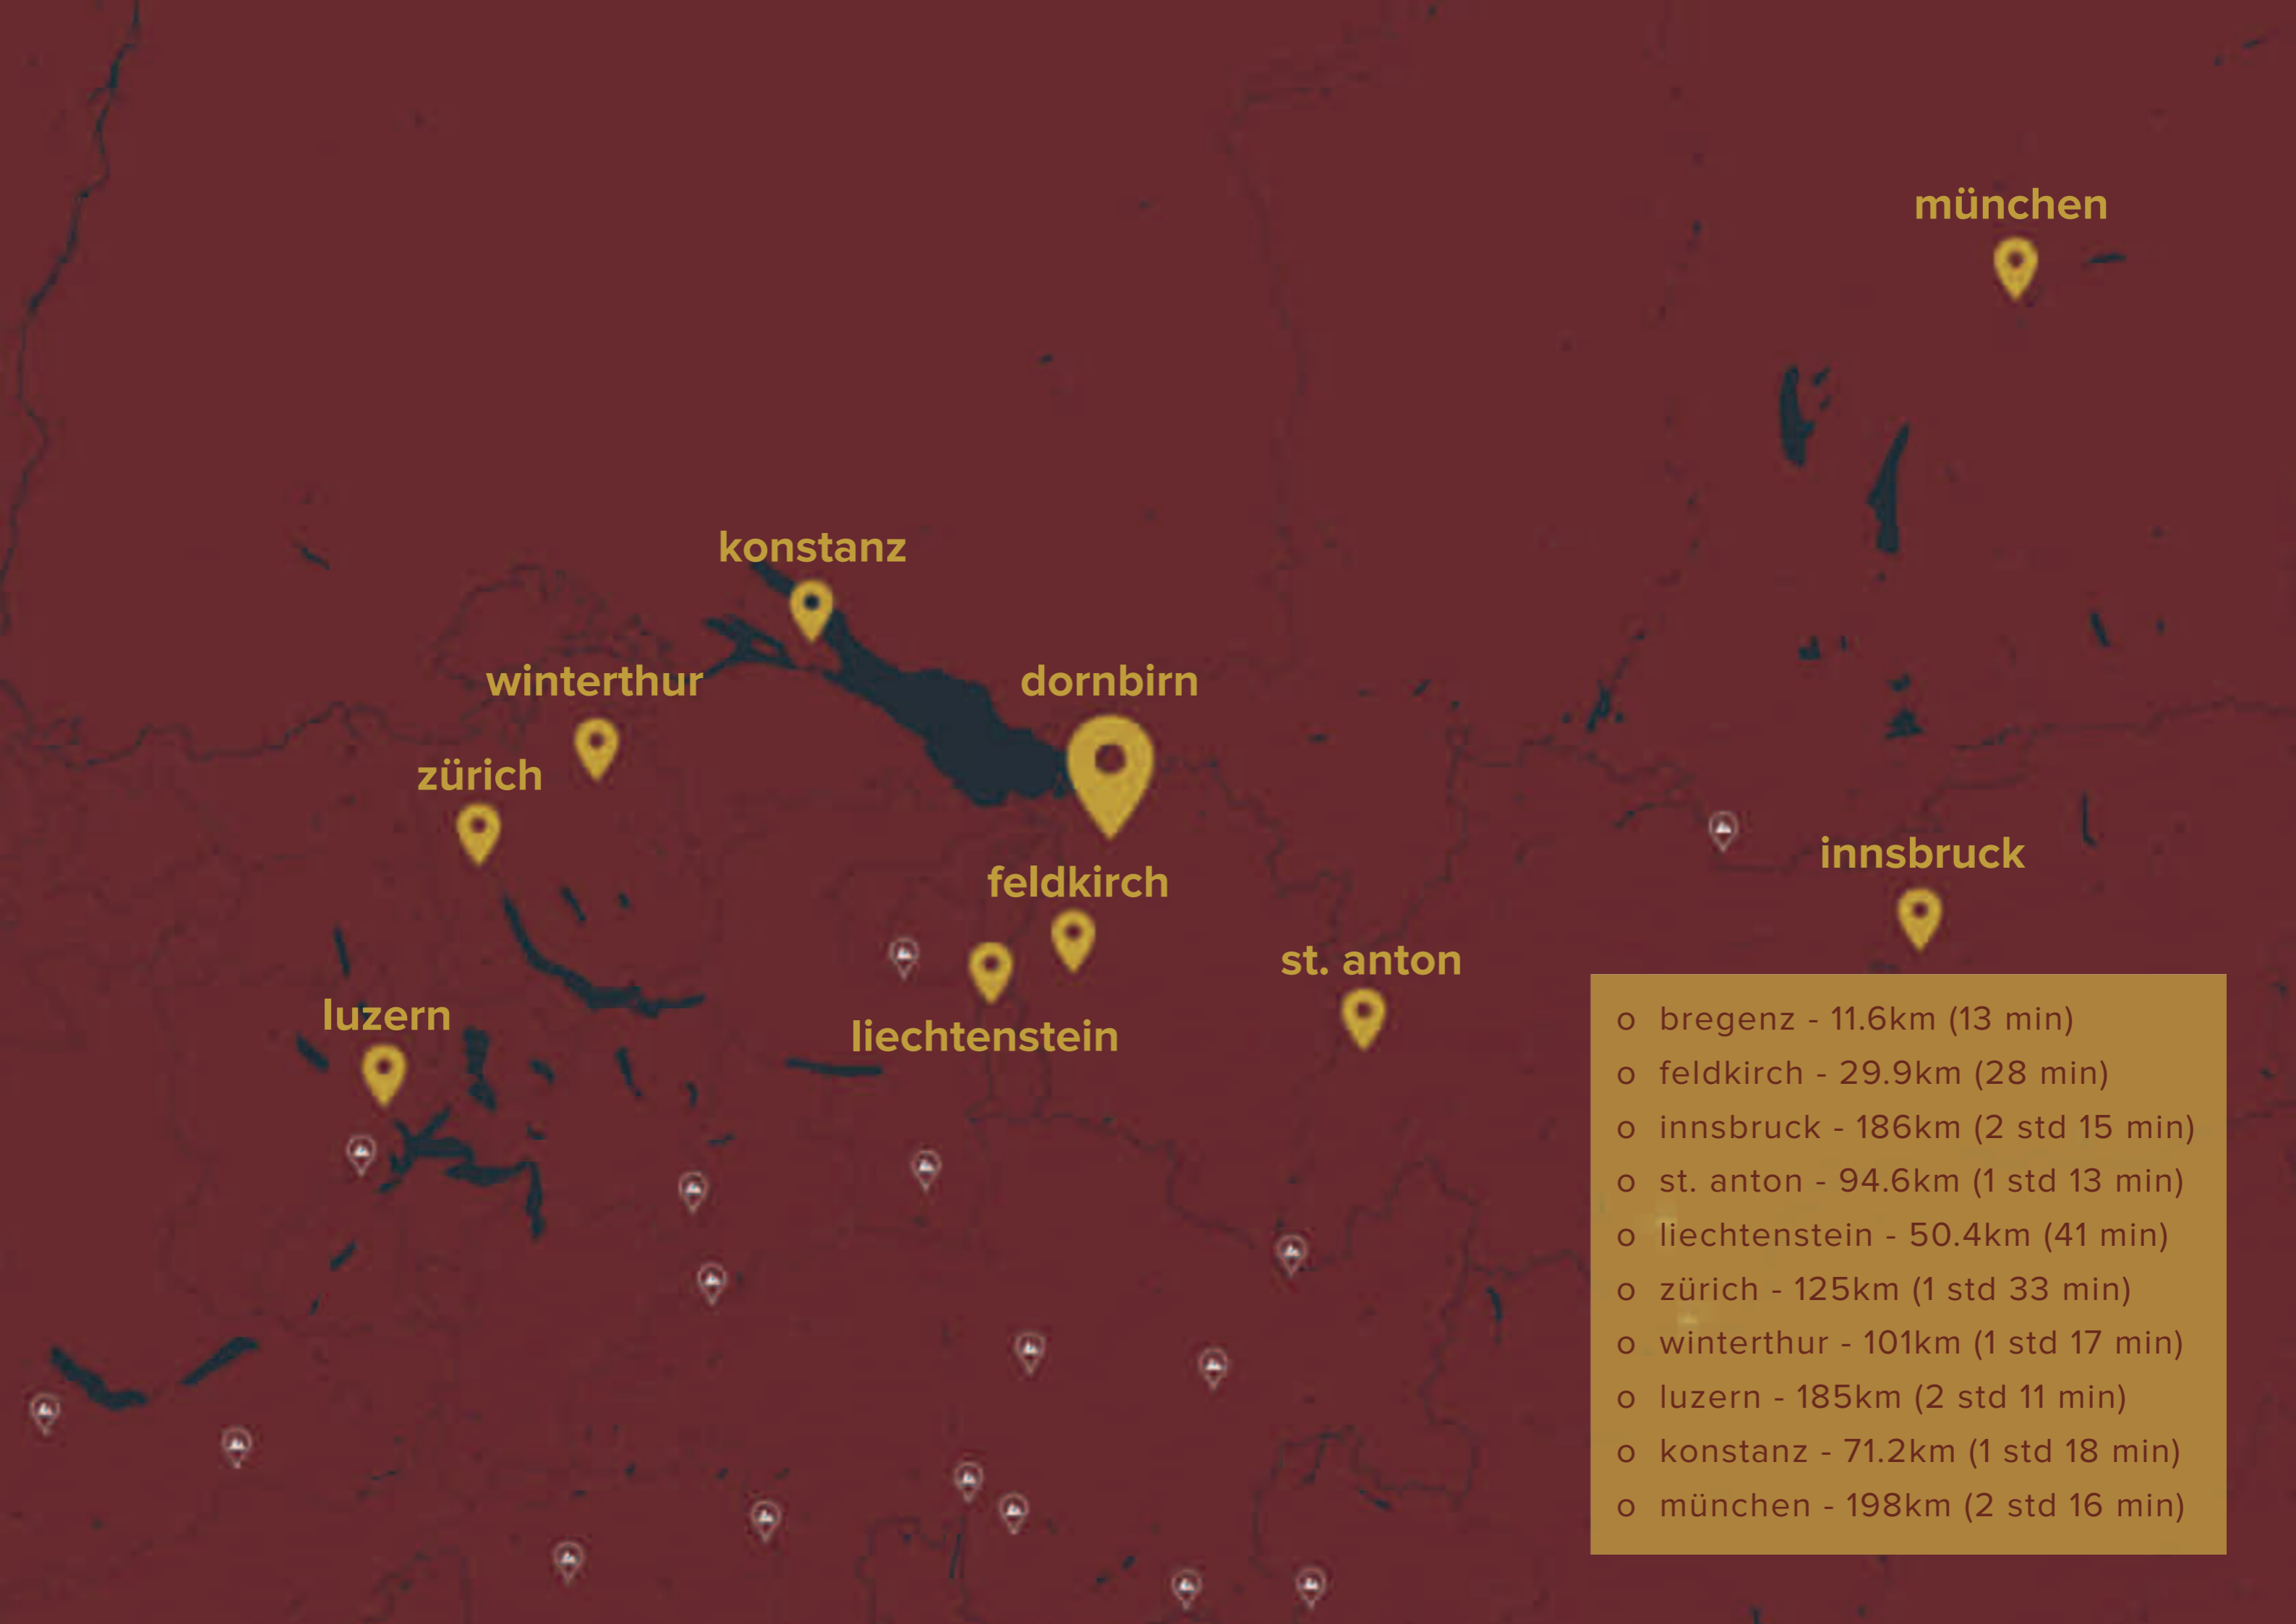 münchen
konstanz
winterthur
dornbirn
zürich
innsbruck
feldkirch
st. anton
luzern
liechtenstein
o bregenz - 11.6km (13 min)
o feldkirch - 29.9km (28 min)
o innsbruck - 186km (2 std 15 min)
o st. anton - 94.6km (1 std 13 min)
o liechtenstein - 50.4km (41 min)
o zürich - 125km (1 std 33 min)
o winterthur - 101km (1 std 17 min)
o luzern - 185km (2 std 11 min)
o konstanz - 71.2km (1 std 18 min)
o münchen - 198km (2 std 16 min)